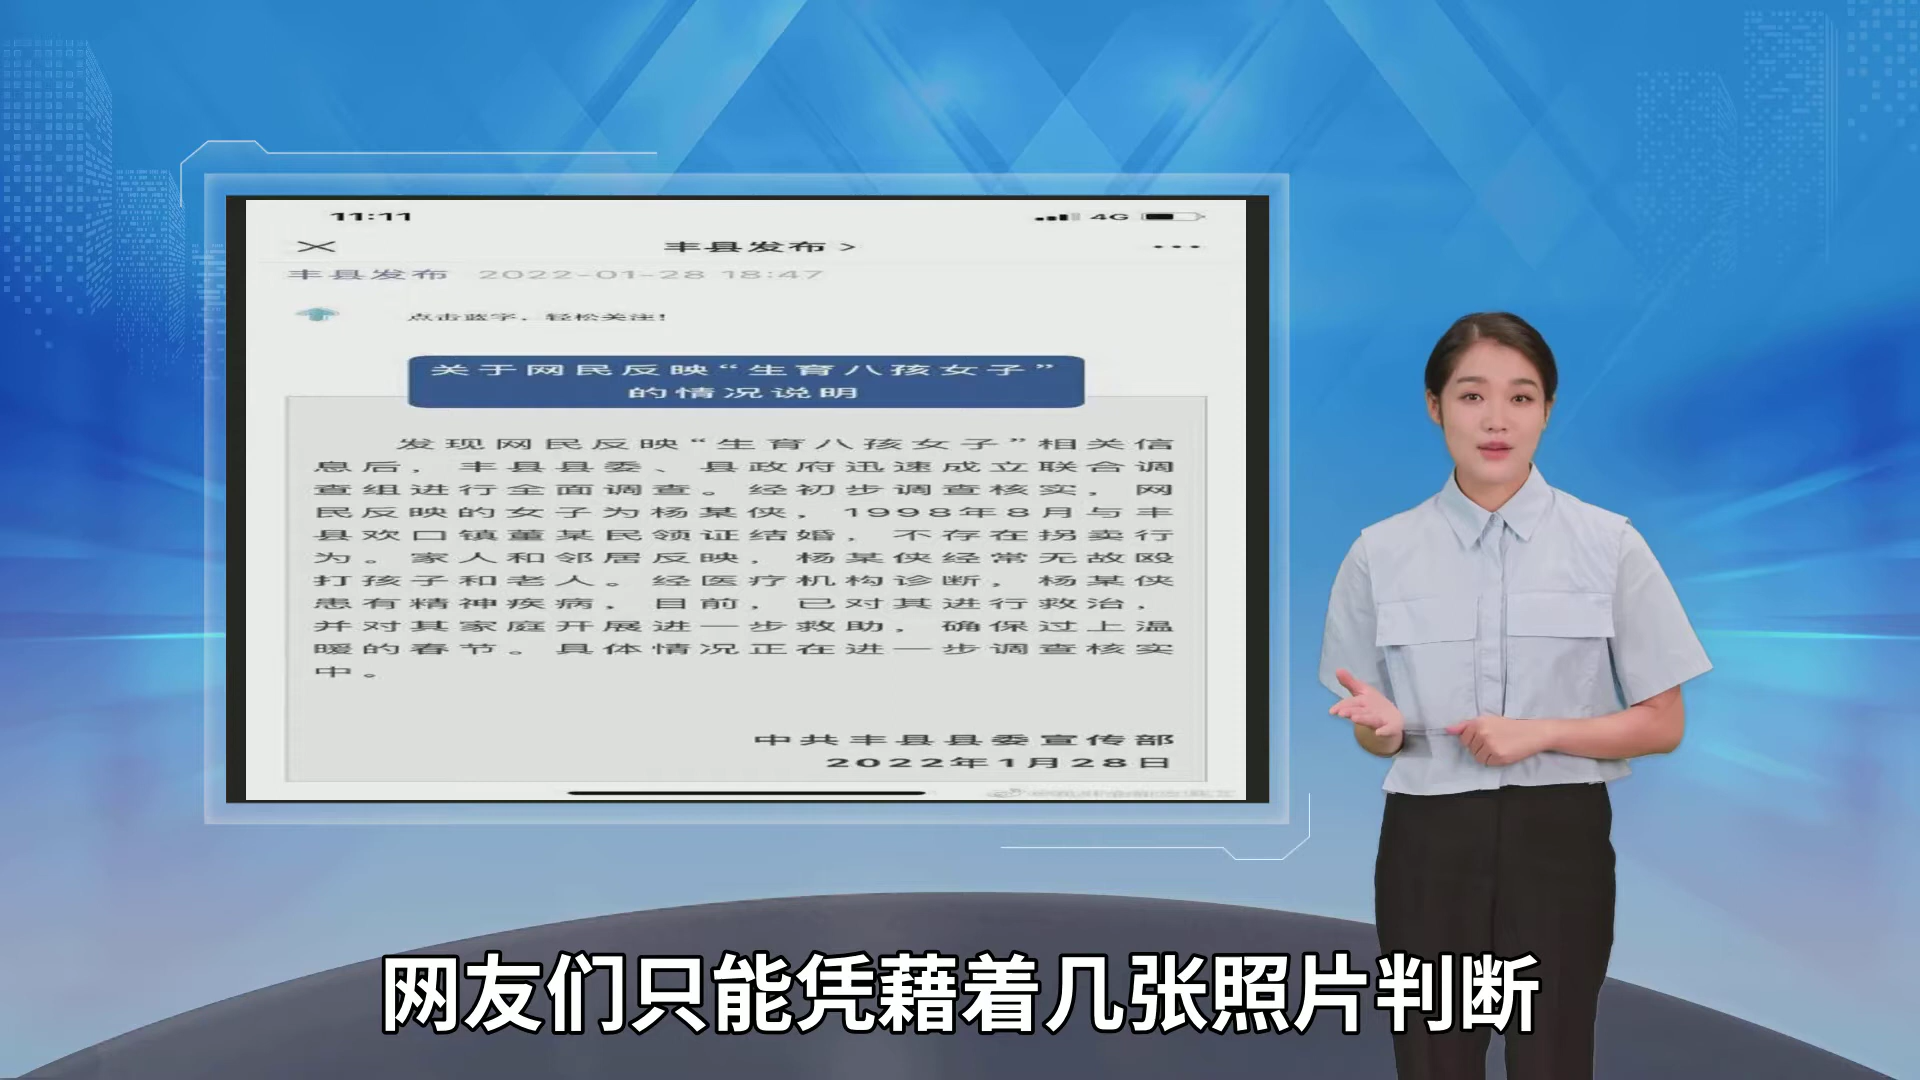 11:11
4G
丰县发布 >
丰县发布 2022-01-28 18:47
点击蓝字，轻松关注！
关于网民反映“生育八孩女子”
的情况说明
发现网民反映“生育八孩女子”相关信
息后，丰县县委、县政府迅速成立联合调
查组进行全面调查。经初步调查核实，网
民反映的女子为杨某侠，1998年8月与丰
县欢口镇董某民领证结婚，不存在拐卖行
为。家人和邻居反映，杨某侠经常无故殴
打孩子和老人。经医疗机构诊断，杨某侠
患有精神疾病，目前，已对其进行救治，
并对其家庭开展进一步救助，确保过上温
暖的春节。具体情况正在进一步调查核实
中。
中共丰县县委宣传部
2022年1月28日
网友们只能凭藉着几张照片判断